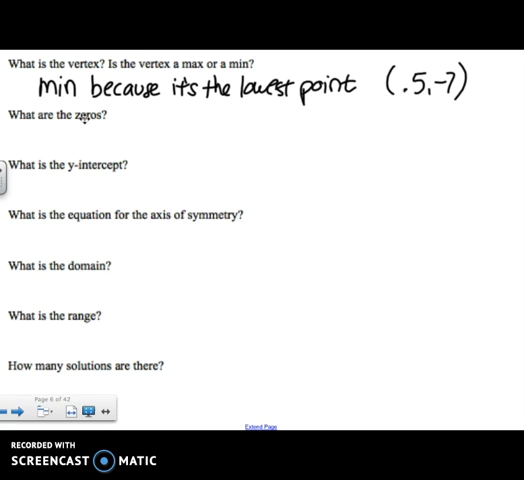 What is the vertex? Is the vertex a max or a min?
min because it's the lowest point (.5,-7)
What are the zeros?
What is the y-intercept?
What is the equation for the axis of symmetry?
What is the domain?
What is the range?
How many solutions are there?
Page 6 of 42
Extend Page
RECORDED WITH
SCREENCAST MATIC